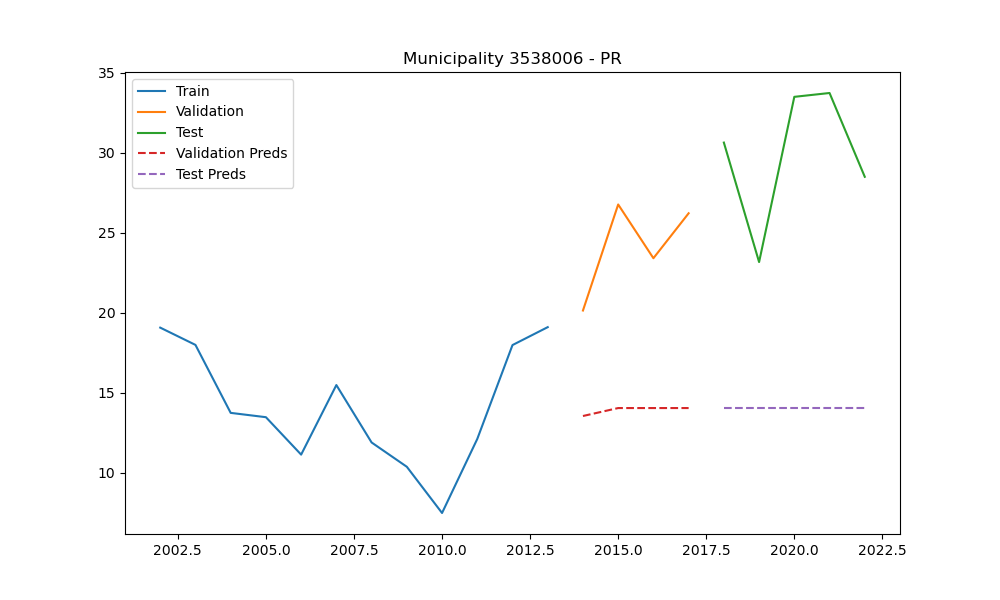 Municipality 3538006 - PR
35
30
25
20
15
10
Train
Validation
Test
Validation Preds
Test Preds
2002.5 2005.0 2007.5 2010.0 2012.5 2015.0 2017.5 2020.0 2022.5